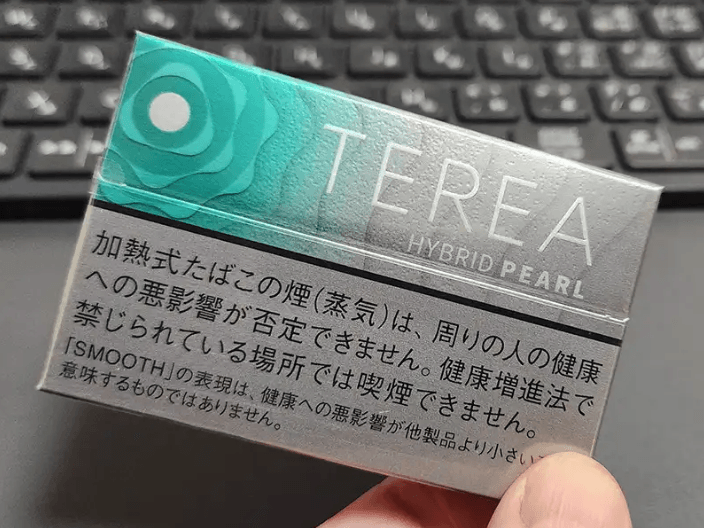 TEREA
HYBRID PEARL
加熱式たばこの煙(蒸気)は、周りの人の健康
への悪影響が否定できません。健康増進法で
禁じられている場所では喫煙できません。
「SMOOTH」の表現は、健康への悪影響が他製品より小さい
意味するものではありません。